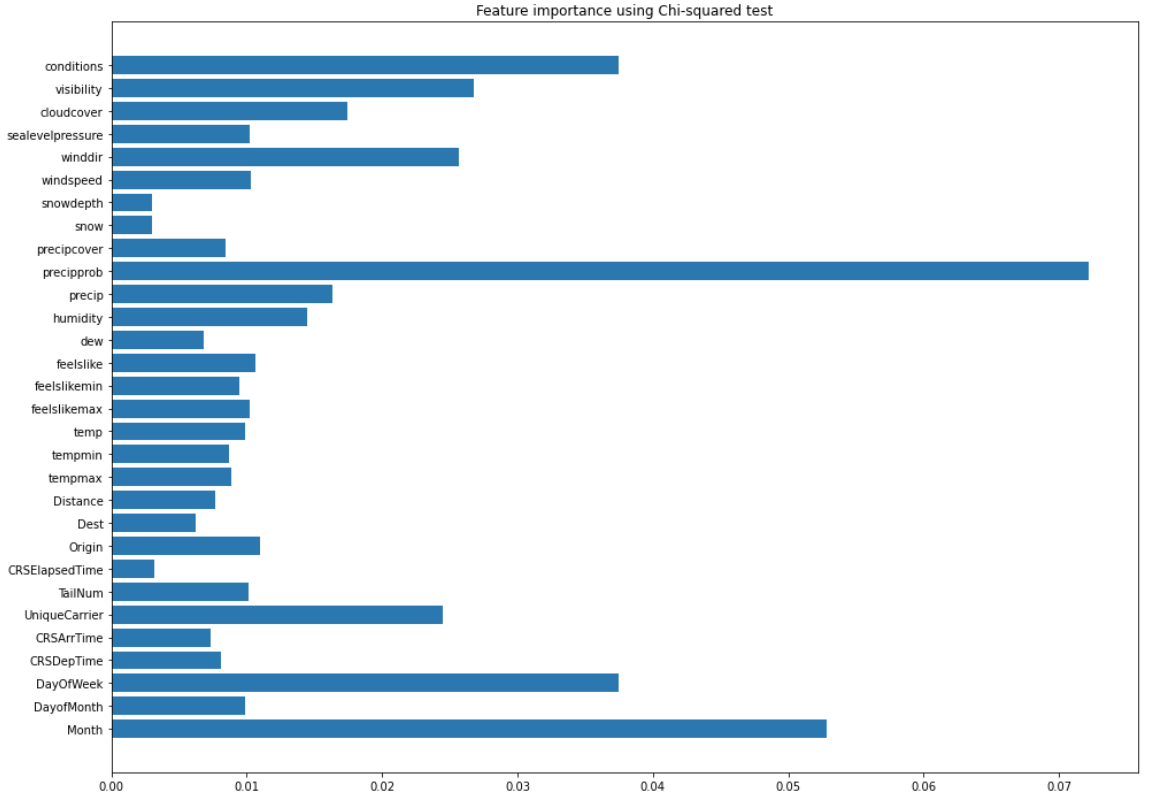 Feature importance using Chi-squared test
conditions
visibility
cloudcover
sealevelpressure
winddir
windspeed
snowdepth
snow
precipcover
precipprob
precip
humidity
dew
feelslike
feelslikemin
feelslikemax
temp
tempmin
tempmax
Distance
Dest
Origin
CRSElapsedTime
TailNum
UniqueCarrier
CRSArrTime
CRSDepTime
DayOfWeek
DayofMonth
Month
0.00 0.01 0.02 0.03 0.04 0.05 0.06 0.07